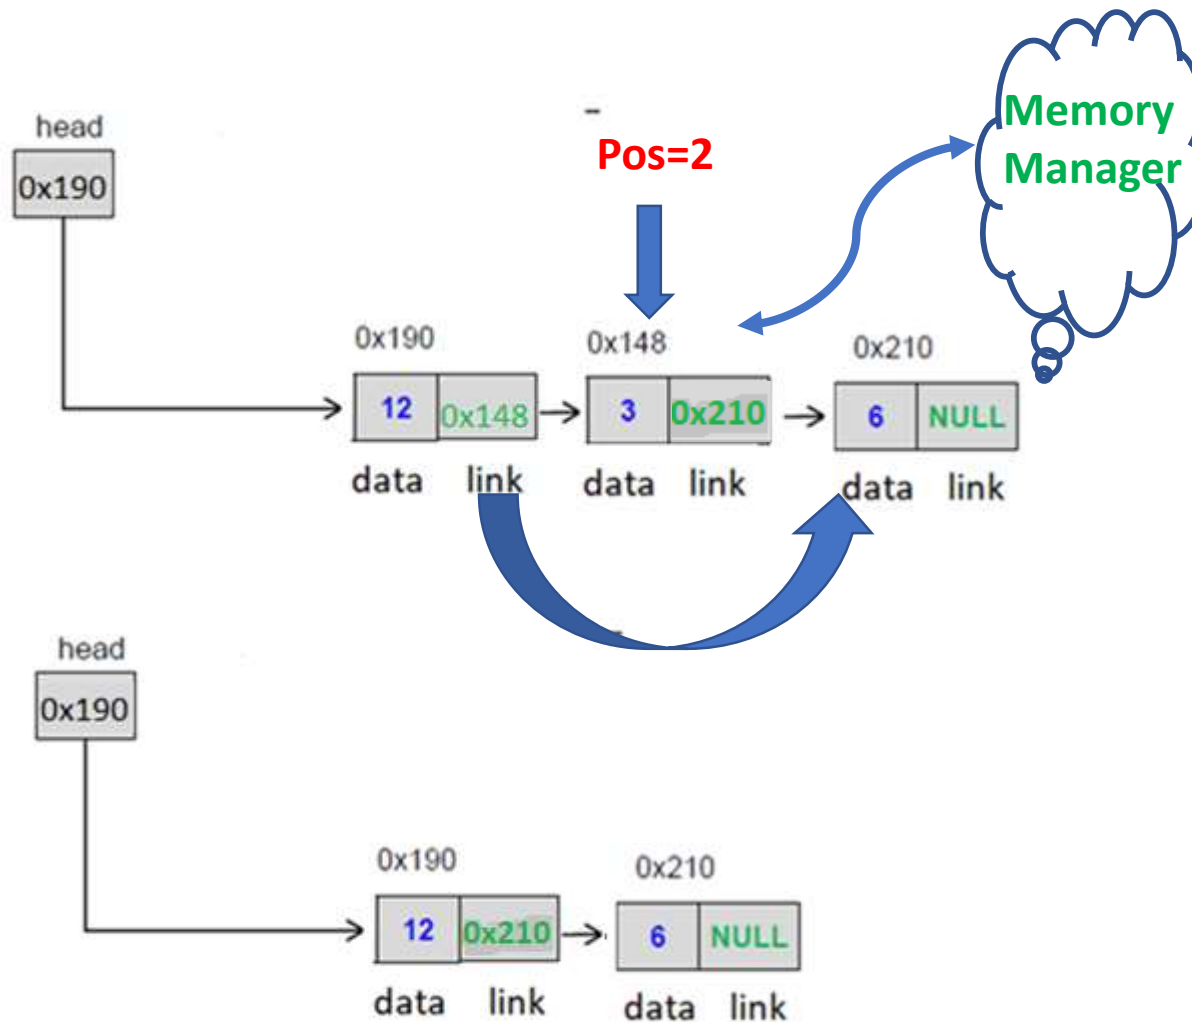 head
0x190
Pos=2
Memory
Manager
0x190
0x148
0x210
12 0x148
3 0x210
6 NULL
data link
data link
data link
head
0x190
0x190
0x210
12 0x210
6 NULL
data link
data link